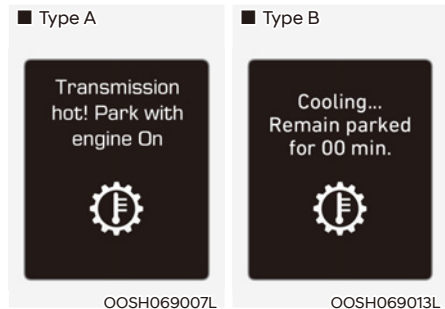 ■ Type A
Transmission
hot! Park with
engine On
OOSH069007L
■ Type B
Cooling...
Remain parked
for 00 min.
OOSH069013L